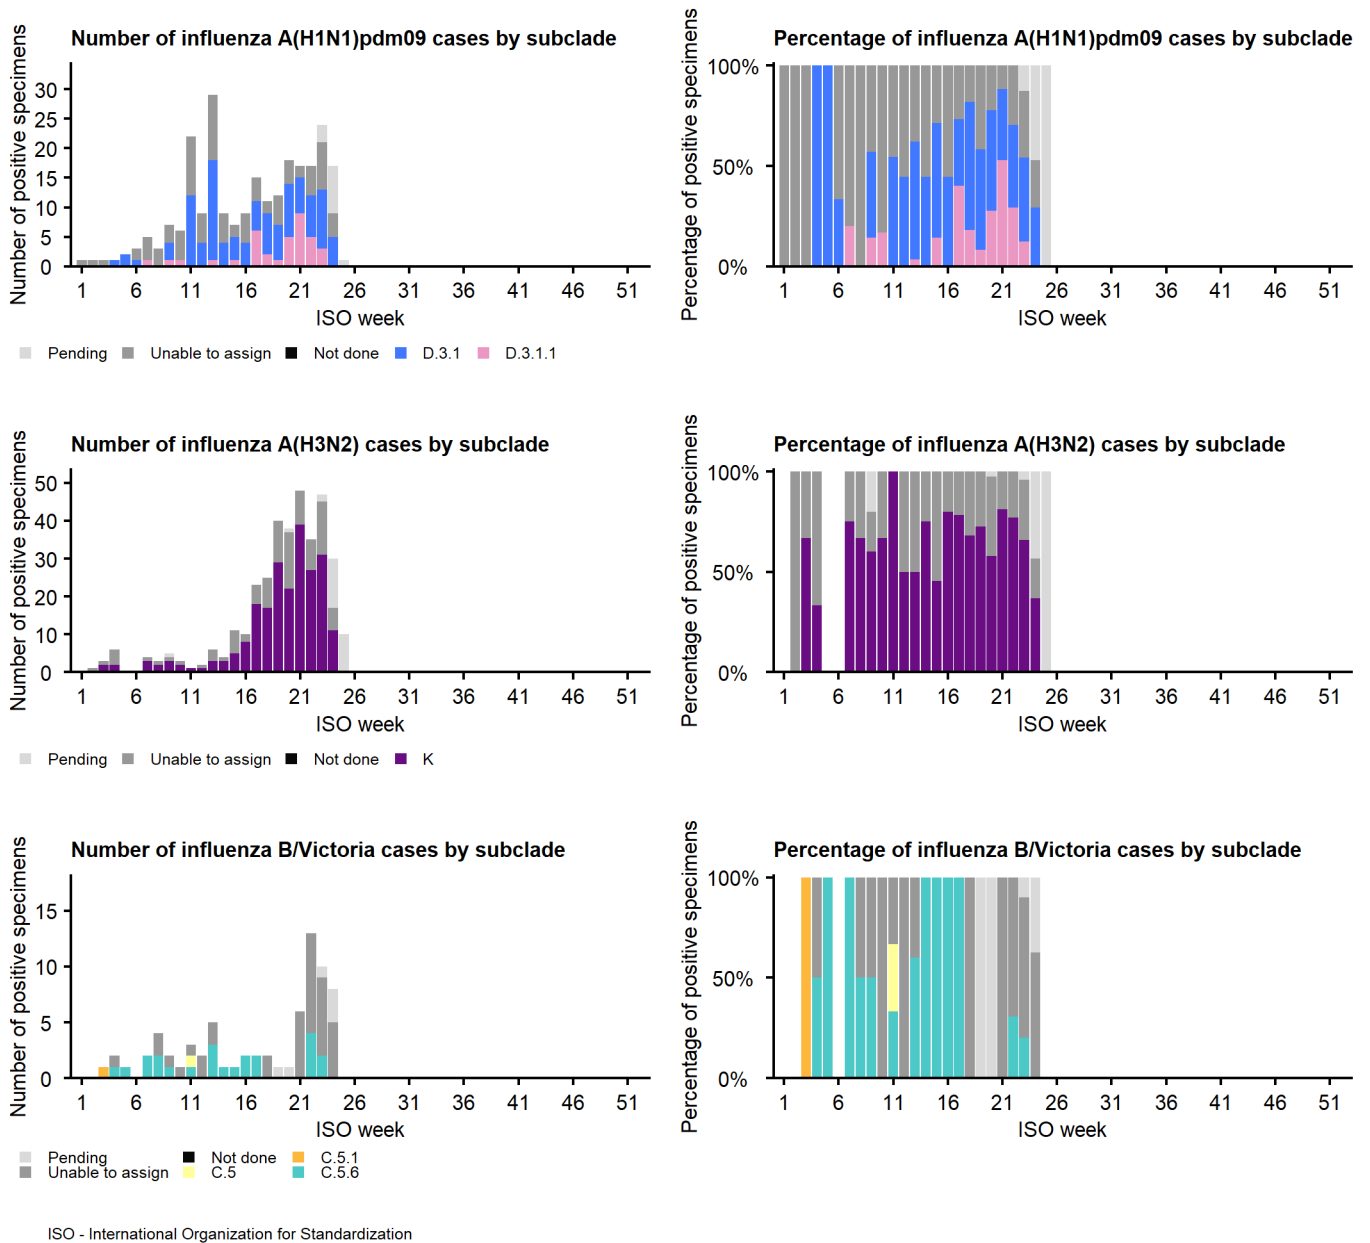 Number of influenza A(H1N1)pdm09 cases by subclade
Number of positive specimens
30
25
20
15
10
5
0
1 6 11 16 21 26 31 36 41 46 51
ISO week
Pending Unable to assign Not done D.3.1 D.3.1.1
Percentage of influenza A(H1N1)pdm09 cases by subclade
Percentage of positive specimens
100%
50%
0%
1 6 11 16 21 26 31 36 41 46 51
ISO week
Number of influenza A(H3N2) cases by subclade
Number of positive specimens
50
40
30
20
10
0
1 6 11 16 21 26 31 36 41 46 51
ISO week
Pending Unable to assign Not done K
Percentage of influenza A(H3N2) cases by subclade
Percentage of positive specimens
100%
50%
0%
1 6 11 16 21 26 31 36 41 46 51
ISO week
Number of influenza B/Victoria cases by subclade
Number of positive specimens
15
10
5
0
1 6 11 16 21 26 31 36 41 46 51
ISO week
Pending Not done C.5.1
Unable to assign C.5 C.5.6
Percentage of influenza B/Victoria cases by subclade
Percentage of positive specimens
100%
50%
0%
1 6 11 16 21 26 31 36 41 46 51
ISO week
ISO - International Organization for Standardization